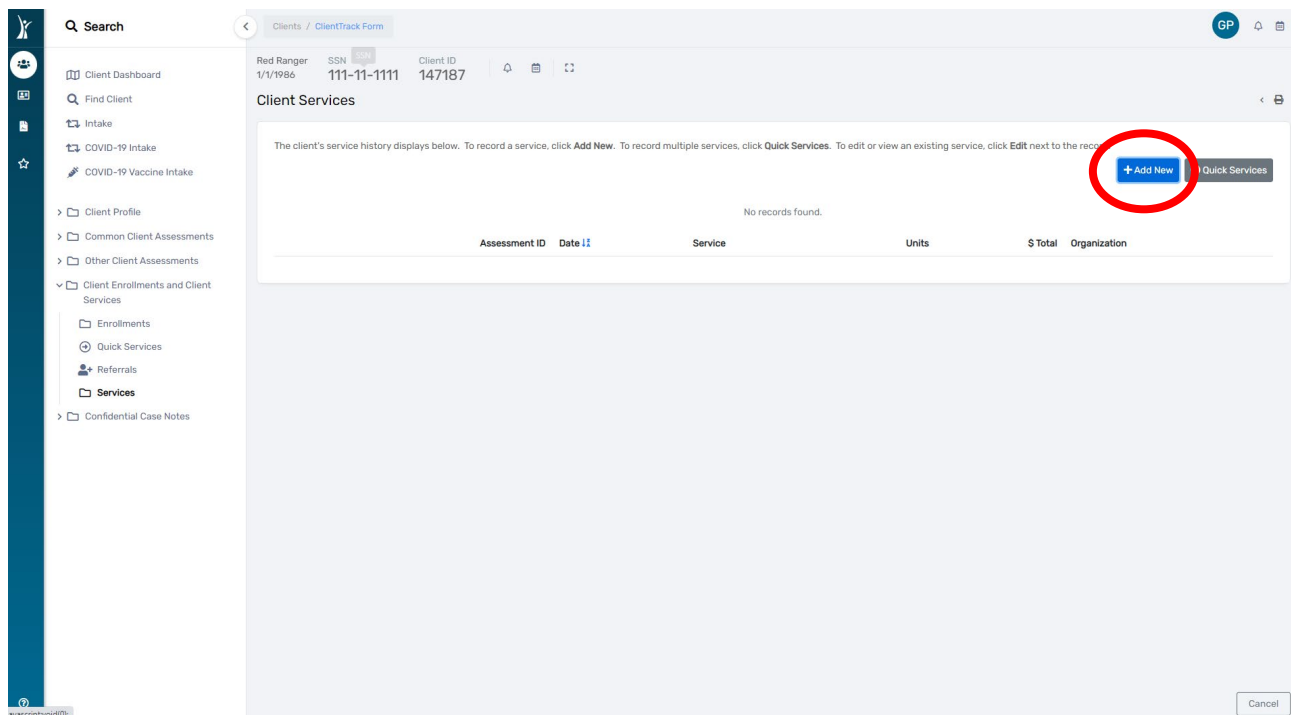 Search
Clients / ClientTrack Form
GP
Client Dashboard
Find Client
Intake
COVID-19 Intake
COVID-19 Vaccine Intake
Client Profile
Common Client Assessments
Other Client Assessments
Client Enrollments and Client
Services
Enrollments
Quick Services
Referrals
Services
Confidential Case Notes
Red Ranger
1/1/1986
SSN
SSN
111-11-1111
Client ID
147187
Client Services
The client's service history displays below. To record a service, click Add New. To record multiple services, click Quick Services. To edit or view an existing service, click Edit next to the
+ Add New
Quick Services
No records found.
Assessment ID Date Service Units $ Total Organization
Cancel